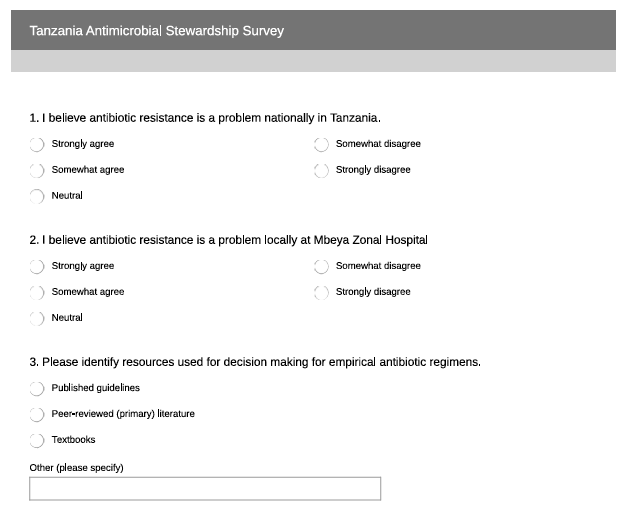 Tanzania Antimicrobial Stewardship Survey
1. I believe antibiotic resistance is a problem nationally in Tanzania.
Strongly agree
Somewhat disagree
Somewhat agree
Strongly disagree
Neutral
2. I believe antibiotic resistance is a problem locally at Mbeya Zonal Hospital
Strongly agree
Somewhat disagree
Somewhat agree
Strongly disagree
Neutral
3. Please identify resources used for decision making for empirical antibiotic regimens.
Published guidelines
Peer-reviewed (primary) literature
Textbooks
Other (please specify)